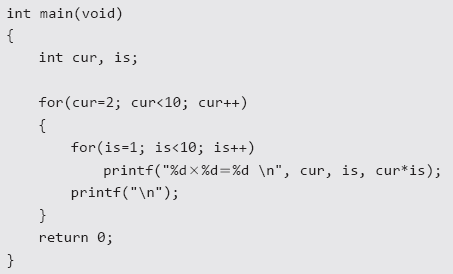 int main(void)
{
    int cur, is;

    for(cur=2; cur<10; cur++)
    {
        for(is=1; is<10; is++)
            printf("%d×%d=%d \n", cur, is, cur*is);
        printf("\n");
    }
    return 0;
}